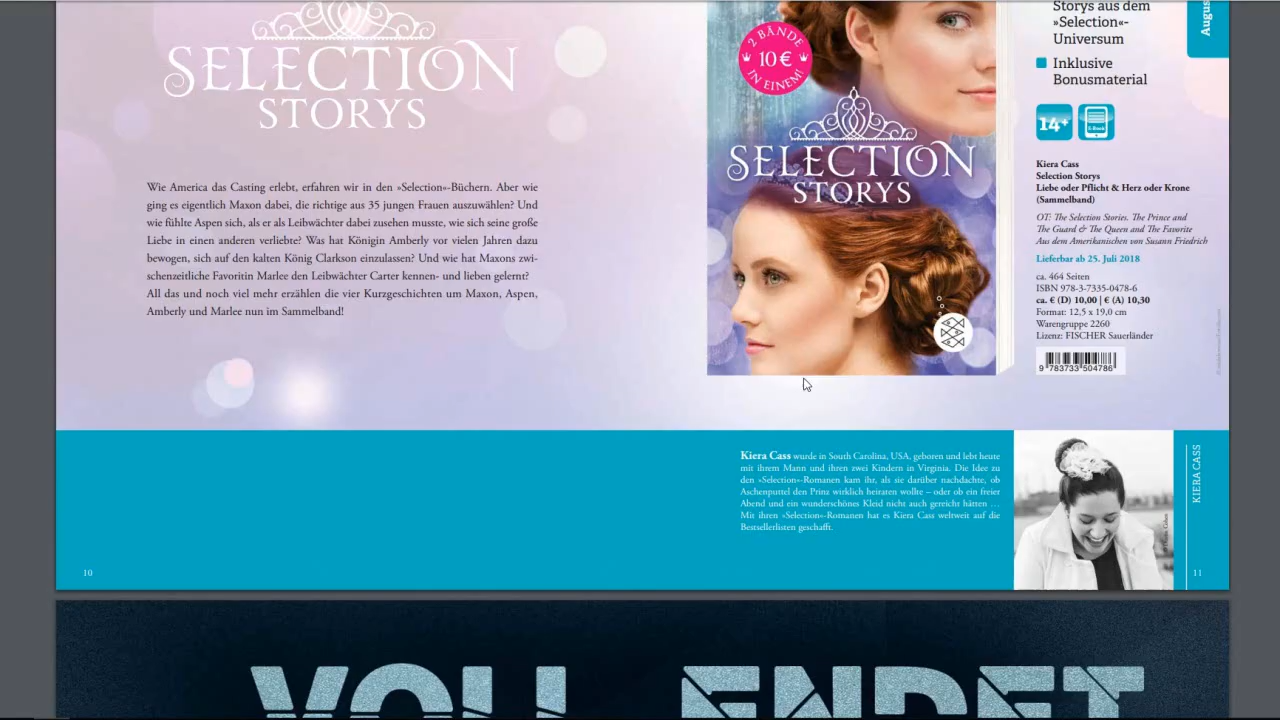 SELECTION
STORYS
Wie America das Casting erlebt, erfahren wir in den »Selection«-Büchern. Aber wie
ging es eigentlich Maxon dabei, die richtige aus 35 jungen Frauen auszuwählen? Und
wie fühlte Aspen sich, als er als Leibwächter dabei zusehen musste, wie sich seine große
Liebe in einen anderen verliebte? Was hat Königin Amberly vor vielen Jahren dazu
bewogen, sich auf den kalten König Clarkson einzulassen? Und wie hat Maxons zwi-
schenzeitliche Favoritin Marlee den Leibwächter Carter kennen- und lieben gelernt?
All das und noch viel mehr erzählen die vier Kurzgeschichten um Maxon, Aspen,
Amberly und Marlee nun im Sammelband!
2 BÄNDE
10 €
IN EINEM!
SELECTION
STORYS
Storys aus dem
»Selection«-
Universum
Inklusive
Bonusmaterial
Augus
14+
E-Book
Kiera Cass
Selection Storys
Liebe oder Pflicht & Herz oder Krone
(Sammelband)
OT: The Selection Stories. The Prince and
The Guard & The Queen and The Favorite
Aus dem Amerikanischen von Susann Friedrich
Lieferbar ab 25. Juli 2018
ca. 464 Seiten
ISBN 978-3-7335-0478-6
ca. € (D) 10,00 | € (A) 10,30
Format: 12,5 x 19,0 cm
Warengruppe 2260
Lizenz: FISCHER Sauerländer
9 783733 504786
Kiera Cass wurde in South Carolina, USA, geboren und lebt heute
mit ihrem Mann und ihren zwei Kindern in Virginia. Die Idee zu
den »Selection«-Romanen kam ihr, als sie darüber nachdachte, ob
Aschenputtel den Prinz wirklich heiraten wollte – oder ob ein freier
Abend und ein wunderschönes Kleid nicht auch gereicht hätten …
Mit ihren »Selection«-Romanen hat es Kiera Cass weltweit auf die
Bestsellerlisten geschafft.
KIERA CASS
10
11
VOLL ENDET